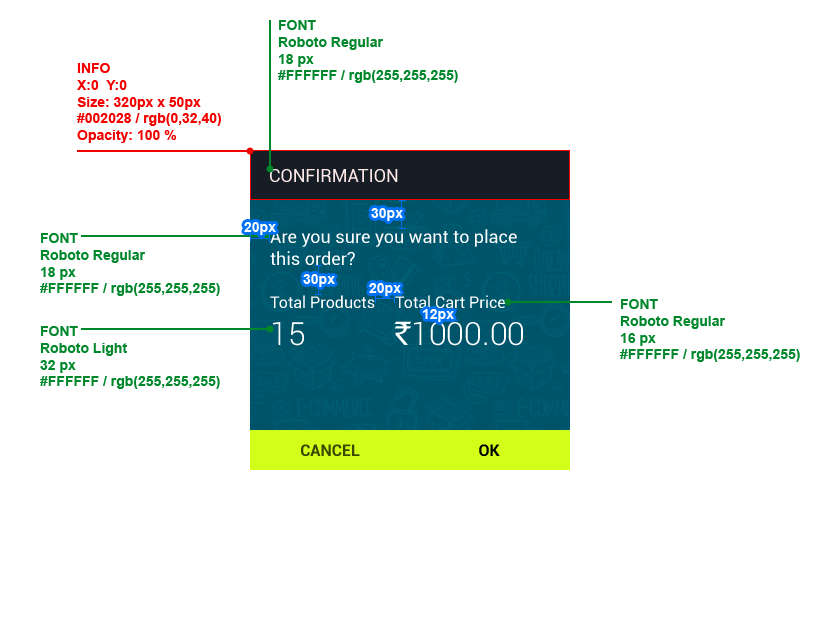 FONT
Roboto Regular
18 px
#FFFFFF / rgb(255,255,255)
INFO
X:0 Y:0
Size: 320px x 50px
#002028 / rgb(0,32,40)
Opacity: 100 %
CONFIRMATION
30px
20px
Are you sure you want to place
this order?
FONT
Roboto Regular
18 px
#FFFFFF / rgb(255,255,255)
30px
20px
Total Products
Total Cart Price
12px
15
₹1000.00
FONT
Roboto Regular
16 px
#FFFFFF / rgb(255,255,255)
FONT
Roboto Light
32 px
#FFFFFF / rgb(255,255,255)
E-COMMERCE
CANCEL
OK